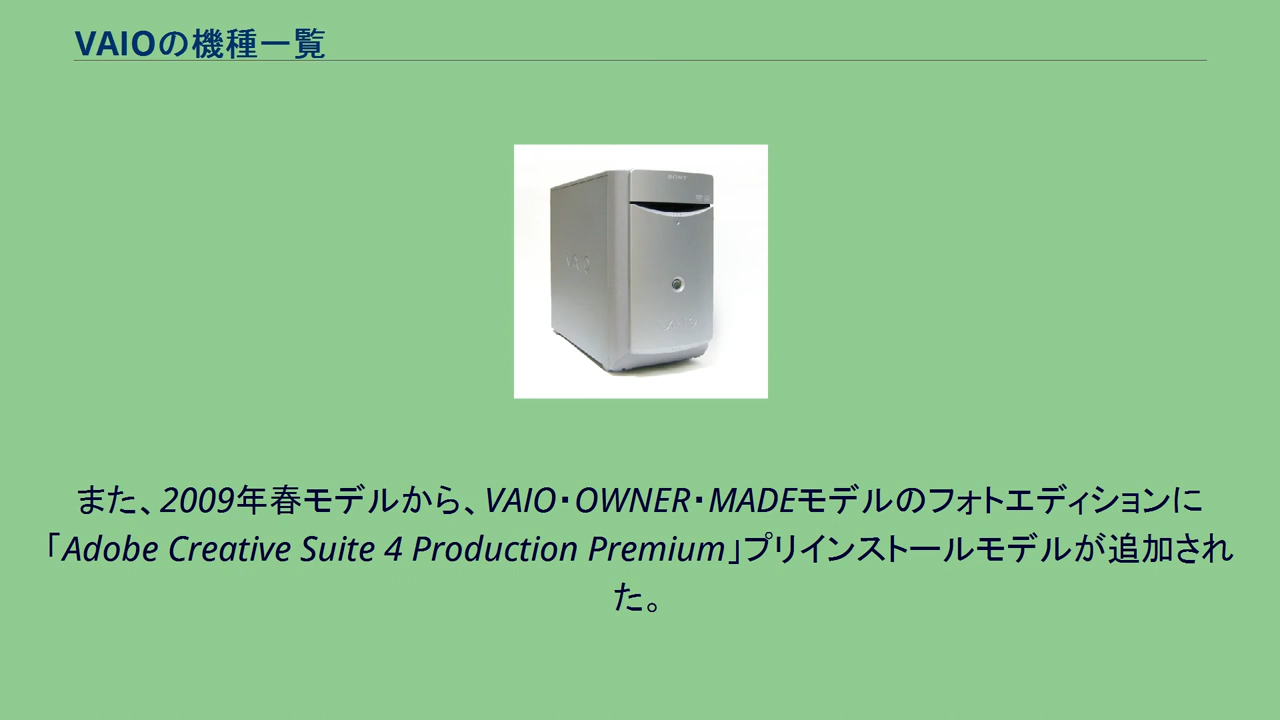 VAIOの機種一覧
SONY
VAIO
VAIO
また、2009年春モデルから、VAIO・OWNER・MADEモデルのフォトエディションに
「Adobe Creative Suite 4 Production Premium」プリインストールモデルが追加され
た。